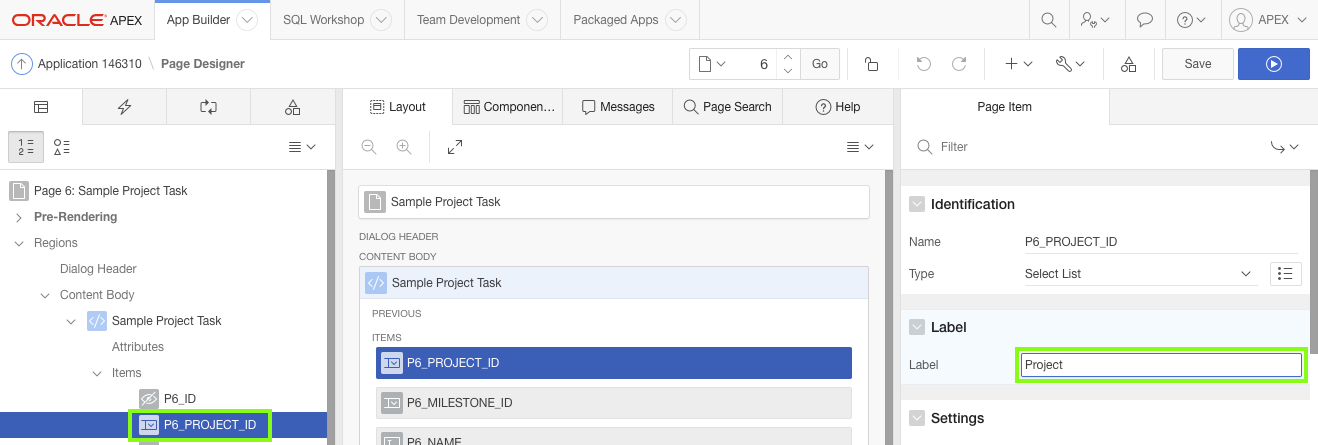 ORACLE APEX App Builder SQL Workshop Team Development Packaged Apps APEX
Application 146310 \ Page Designer 6 Go Save
Layout Componen... Messages Page Search Help Page Item
1 2 Filter
Page 6: Sample Project Task
Pre-Rendering
Regions
Dialog Header
Content Body
Sample Project Task
Attributes
Items
P6_ID
P6_PROJECT_ID
Sample Project Task
DIALOG HEADER
CONTENT BODY
Sample Project Task
PREVIOUS
ITEMS
P6_PROJECT_ID
P6_MILESTONE_ID
P6_NAME
Identification
Name P6_PROJECT_ID
Type Select List
Label
Label Project
Settings